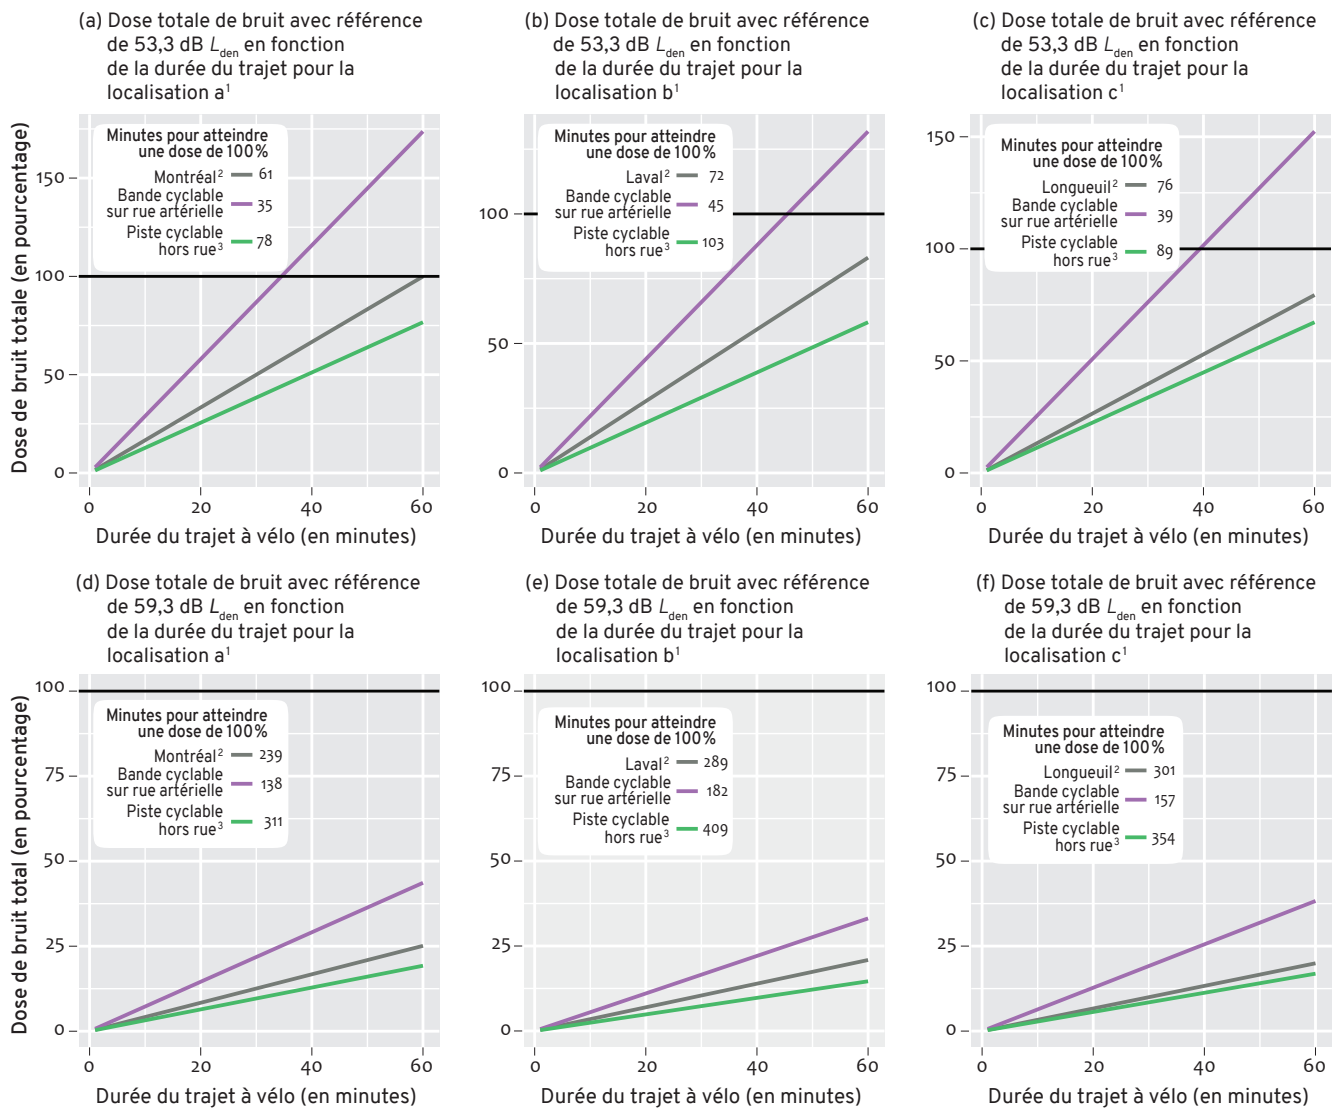 (a) Dose totale de bruit avec référence
de 53,3 dB Lden en fonction
de la durée du trajet pour la
localisation a¹
Dose de bruit totale (en pourcentage)
Minutes pour atteindre
une dose de 100%
Montréal² 61
Bande cyclable
sur rue artérielle 35
Piste cyclable
hors rue³ 78
150
100
50
0
0 20 40 60
Durée du trajet à vélo (en minutes)
(b) Dose totale de bruit avec référence
de 53,3 dB Lden en fonction
de la durée du trajet pour la
localisation b¹
Minutes pour atteindre
une dose de 100%
Laval² 72
Bande cyclable
sur rue artérielle 45
Piste cyclable
hors rue³ 103
100
50
0
0 20 40 60
Durée du trajet à vélo (en minutes)
(c) Dose totale de bruit avec référence
de 53,3 dB Lden en fonction
de la durée du trajet pour la
localisation c¹
Minutes pour atteindre
une dose de 100%
Longueuil² 76
Bande cyclable
sur rue artérielle 39
Piste cyclable
hors rue³ 89
150
100
50
0
0 20 40 60
Durée du trajet à vélo (en minutes)
(d) Dose totale de bruit avec référence
de 59,3 dB Lden en fonction
de la durée du trajet pour la
localisation a¹
Dose de bruit total (en pourcentage)
Minutes pour atteindre
une dose de 100%
Montréal² 239
Bande cyclable
sur rue artérielle 138
Piste cyclable
hors rue³ 311
100
75
50
25
0
0 20 40 60
Durée du trajet à vélo (en minutes)
(e) Dose totale de bruit avec référence
de 59,3 dB Lden en fonction
de la durée du trajet pour la
localisation b¹
Minutes pour atteindre
une dose de 100%
Laval² 289
Bande cyclable
sur rue artérielle 182
Piste cyclable
hors rue³ 409
100
75
50
25
0
0 20 40 60
Durée du trajet à vélo (en minutes)
(f) Dose totale de bruit avec référence
de 59,3 dB Lden en fonction
de la durée du trajet pour la
localisation c¹
Minutes pour atteindre
une dose de 100%
Longueuil² 301
Bande cyclable
sur rue artérielle 157
Piste cyclable
hors rue³ 354
100
75
50
25
0
0 20 40 60
Durée du trajet à vélo (en minutes)